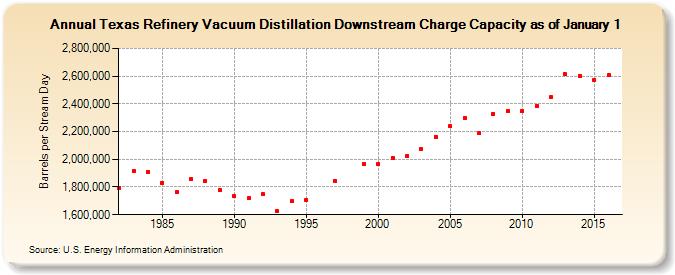 Annual Texas Refinery Vacuum Distillation Downstream Charge Capacity as of January 1
Barrels per Stream Day
2,800,000
2,600,000
2,400,000
2,200,000
2,000,000
1,800,000
1,600,000
1985 1990 1995 2000 2005 2010 2015
Source: U.S. Energy Information Administration